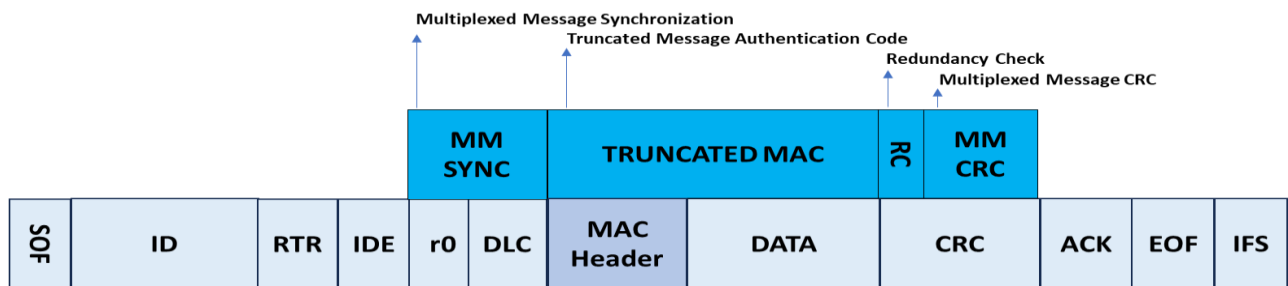 Multiplexed Message Synchronization
Truncated Message Authentication Code
Redundancy Check
Multiplexed Message CRC
MM
SYNC
TRUNCATED MAC
RC
MM
CRC
SOF
ID
RTR
IDE
r0
DLC
MAC
Header
DATA
CRC
ACK
EOF
IFS